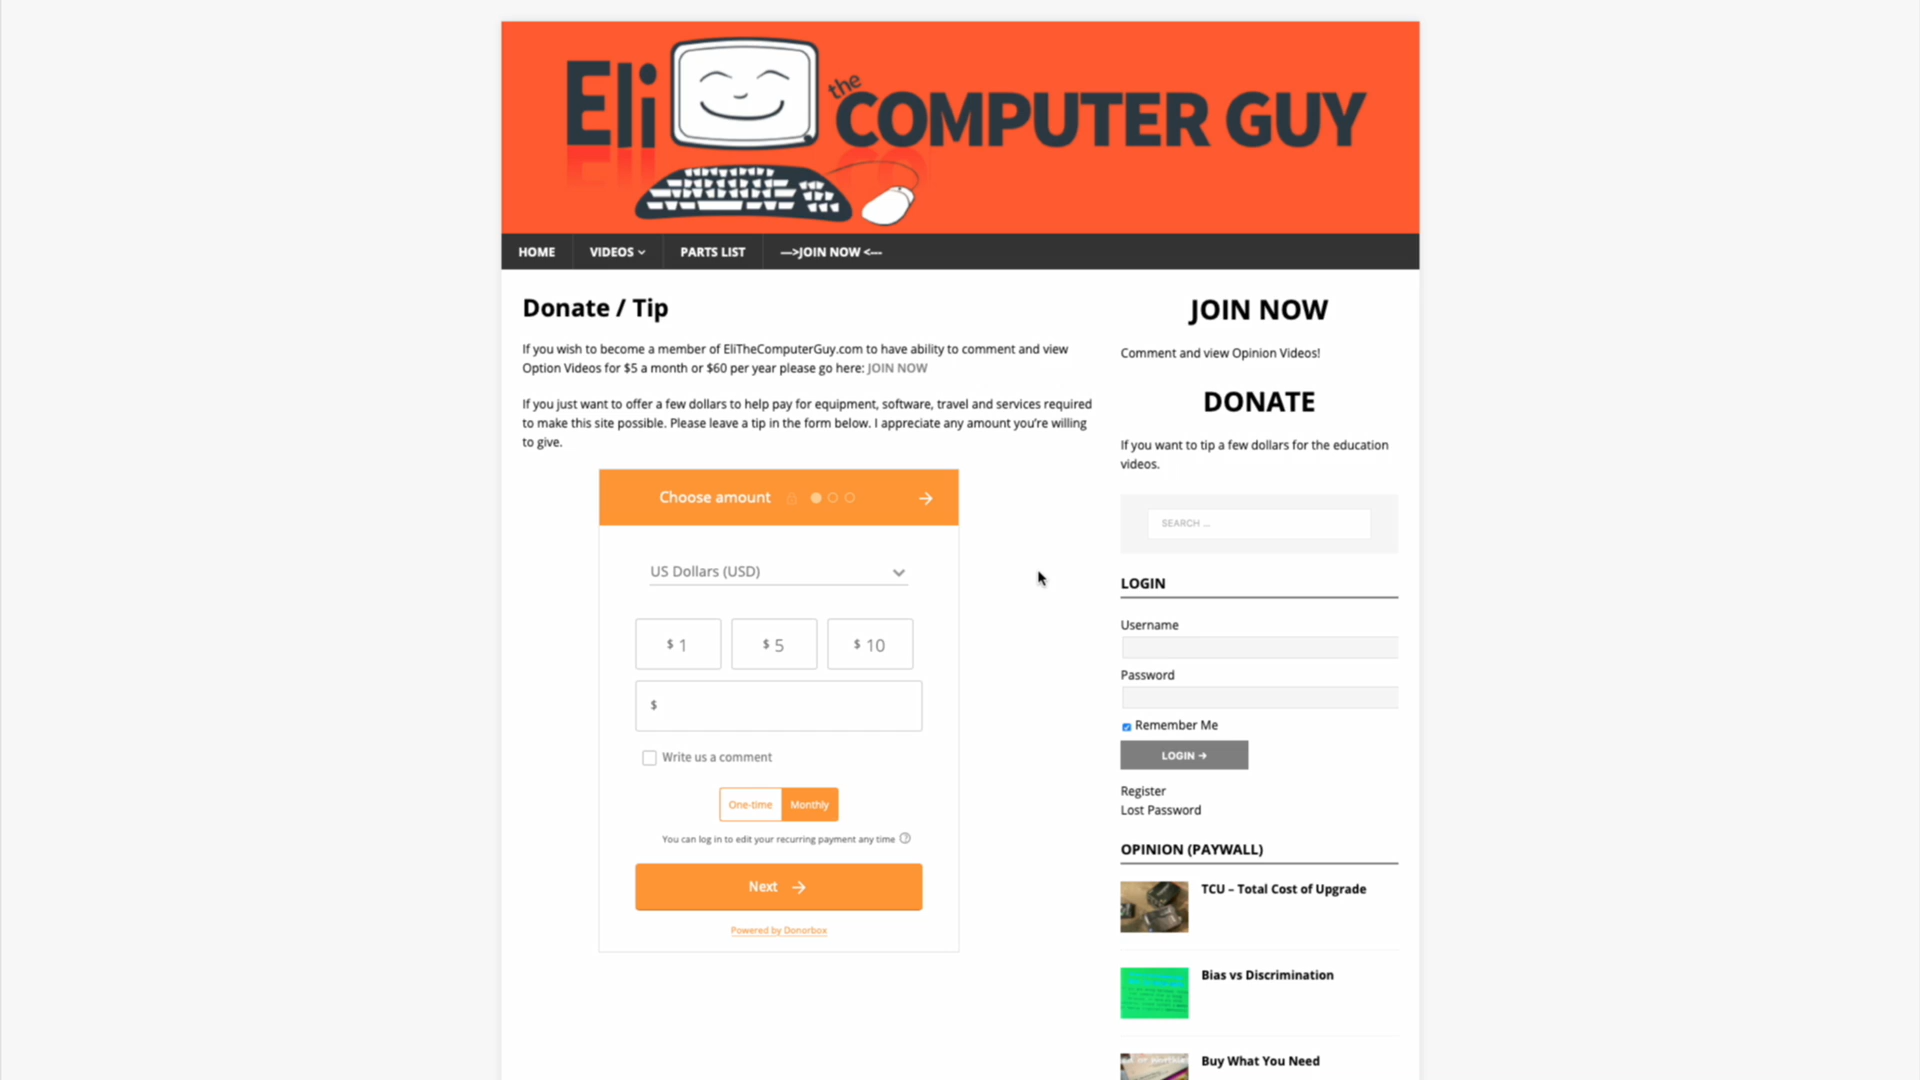 Eli the COMPUTER GUY
HOME VIDEOS PARTS LIST --->JOIN NOW <---
Donate / Tip
If you wish to become a member of EliTheComputerGuy.com to have ability to comment and view
Option Videos for $5 a month or $60 per year please go here: JOIN NOW
If you just want to offer a few dollars to help pay for equipment, software, travel and services required
to make this site possible. Please leave a tip in the form below. I appreciate any amount you're willing
to give.
Choose amount
US Dollars (USD)
$ 1 $ 5 $ 10
$
Write us a comment
One-time Monthly
You can log in to edit your recurring payment any time ?
Next
Powered by Donorbox
JOIN NOW
Comment and view Opinion Videos!
DONATE
If you want to tip a few dollars for the education
videos.
SEARCH ...
LOGIN
Username
Password
Remember Me
LOGIN →
Register
Lost Password
OPINION (PAYWALL)
TCU – Total Cost of Upgrade
Bias vs Discrimination
Buy What You Need